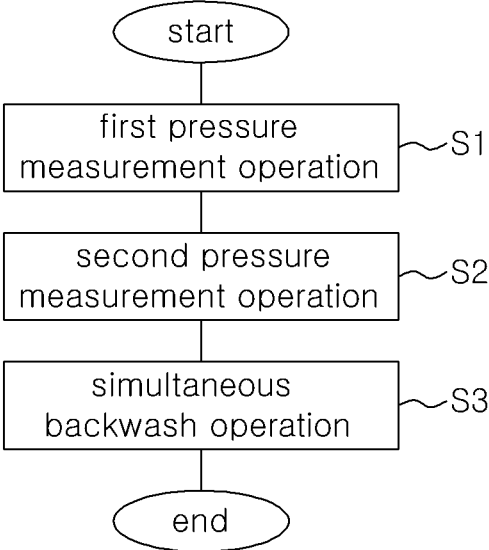 start
first pressure
measurement operation
S1
second pressure
measurement operation
S2
simultaneous
backwash operation
S3
end